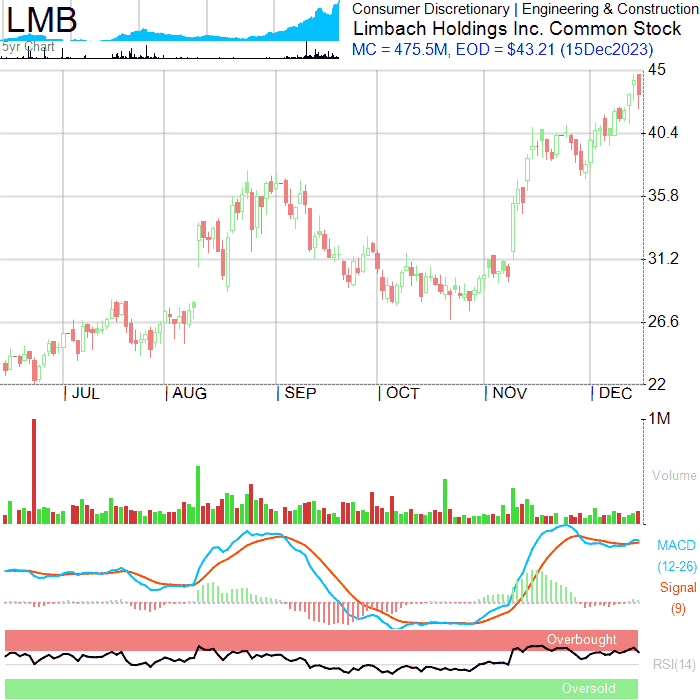 LMB
5yr Chart
Consumer Discretionary | Engineering & Construction
Limbach Holdings Inc. Common Stock
MC = 475.5M, EOD = $43.21 (15Dec2023)
45
40.4
35.8
31.2
26.6
22
JUL
AUG
SEP
OCT
NOV
DEC
1M
Volume
MACD
(12-26)
Signal
(9)
Overbought
RSI(14)
Oversold